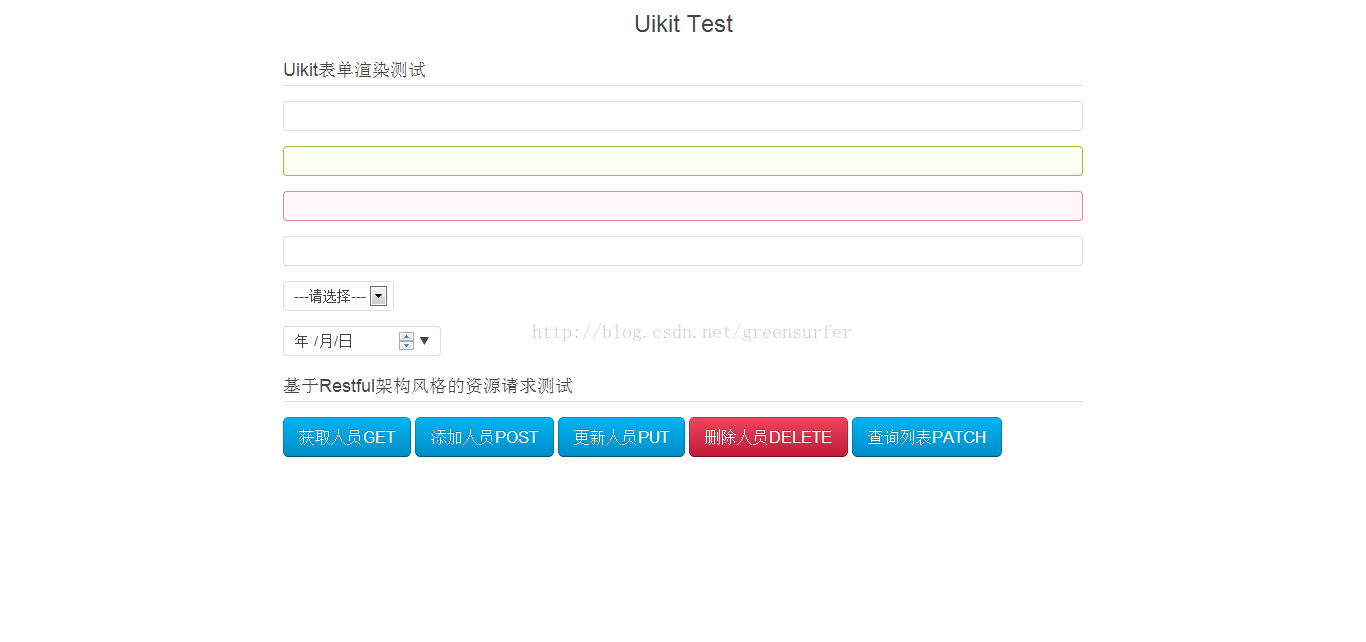 Uikit Test
Uikit表单渲染测试
---请选择---
年 /月/日
http://blog.csdn.net/greensurfer
基于Restful架构风格的资源请求测试
获取人员GET 添加人员POST 更新人员PUT 删除人员DELETE 查询列表PATCH